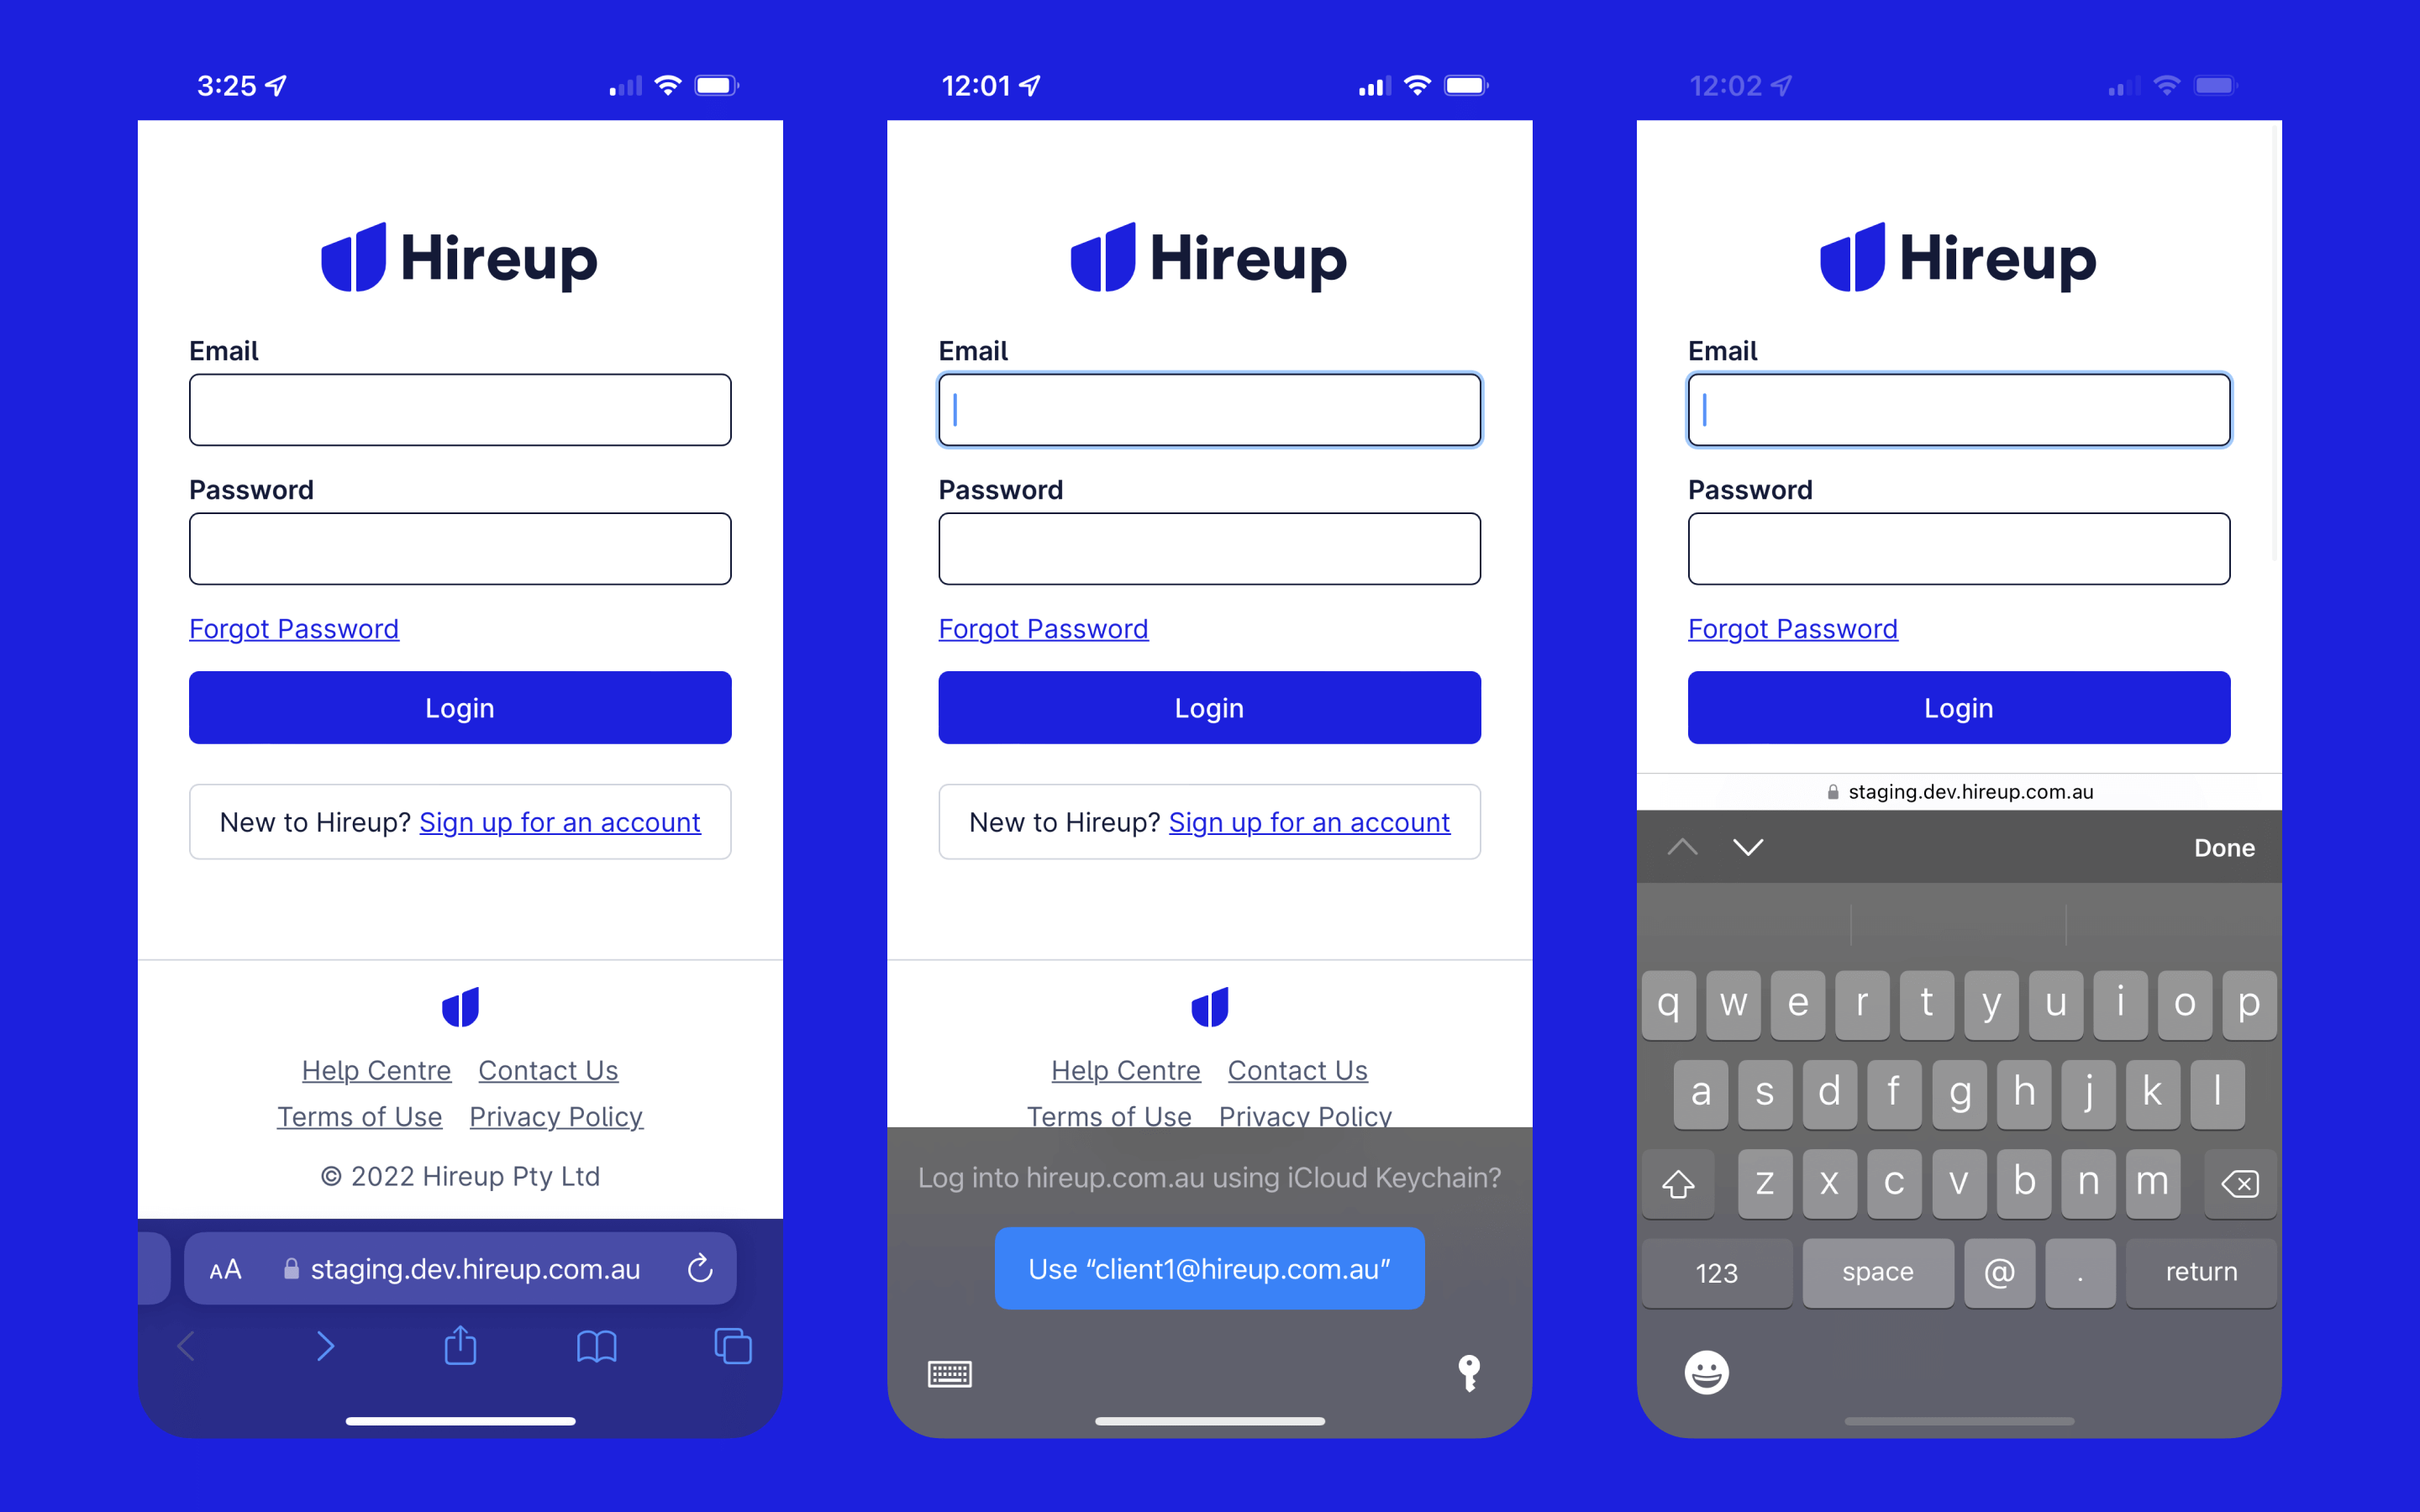 3:25
Hireup
Email
Password
Forgot Password
Login
New to Hireup? Sign up for an account
Help Centre Contact Us
Terms of Use Privacy Policy
© 2022 Hireup Pty Ltd
AA staging.dev.hireup.com.au
12:01
Hireup
Email
Password
Forgot Password
Login
New to Hireup? Sign up for an account
Help Centre Contact Us
Terms of Use Privacy Policy
Log into hireup.com.au using iCloud Keychain?
Use “client1@hireup.com.au”
12:02
Hireup
Email
Password
Forgot Password
Login
staging.dev.hireup.com.au
Done
q w e r t y u i o p
a s d f g h j k l
z x c v b n m
123 space @ . return